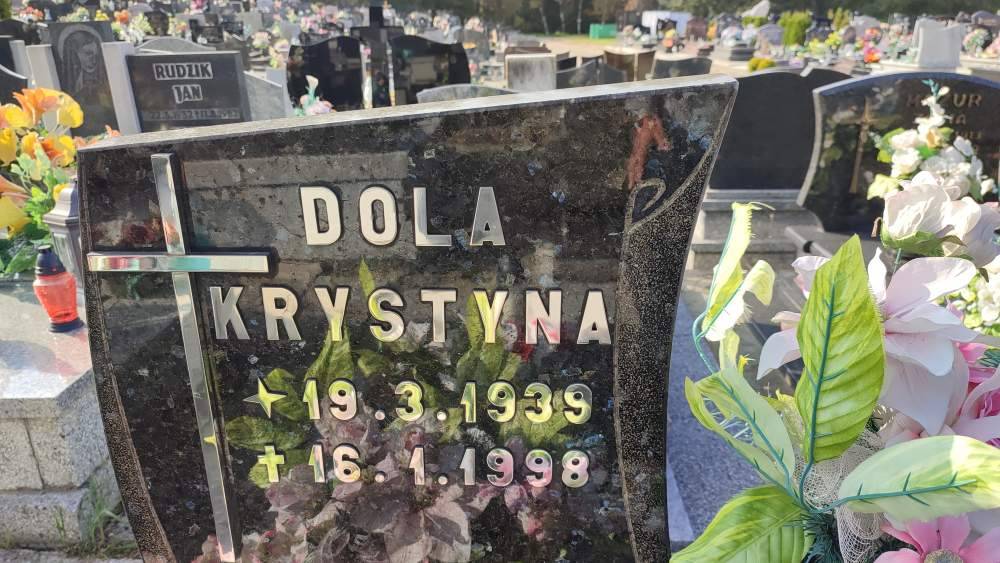 DOLA
KRYSTYNA
19.3.1939
16.1.1998
RUDZIK
JAN